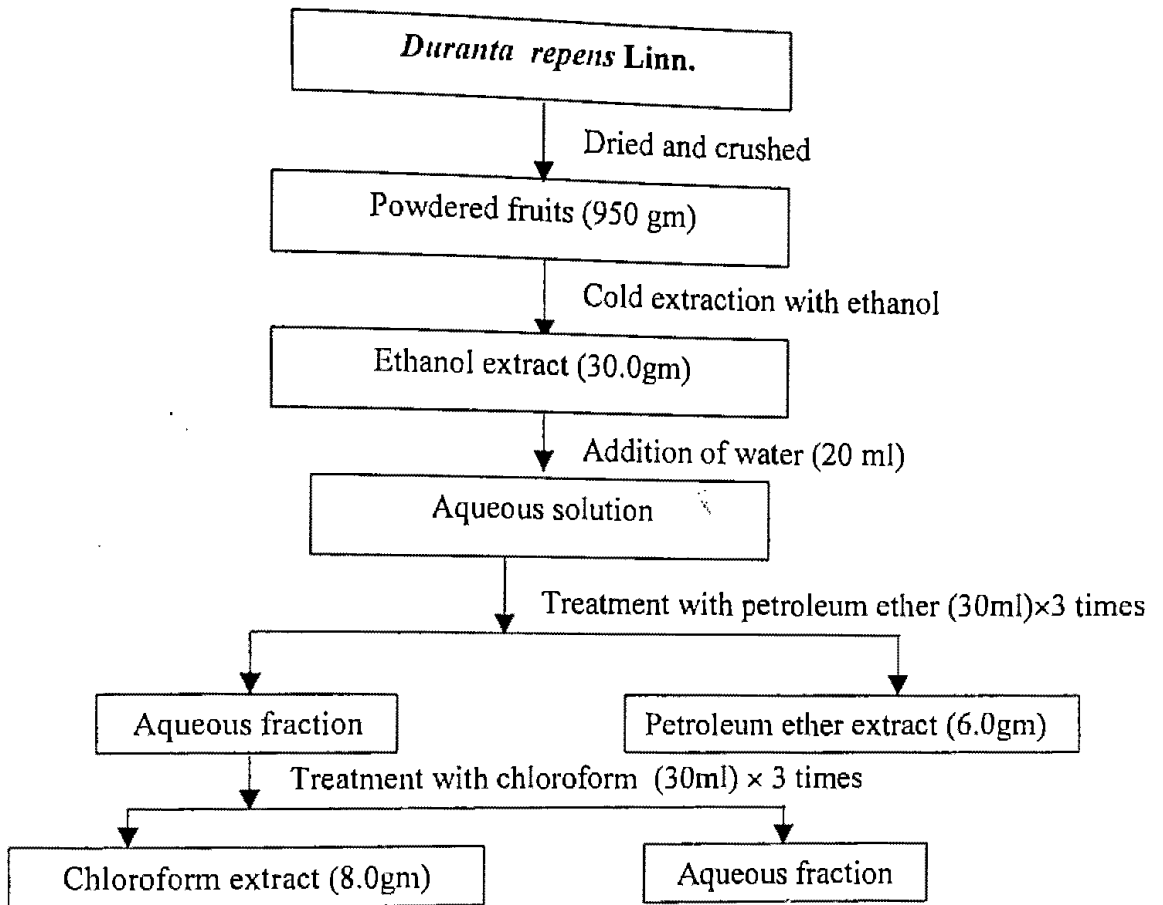 Duranta repens Linn.
Dried and crushed
Powdered fruits (950 gm)
Cold extraction with ethanol
Ethanol extract (30.0gm)
Addition of water (20 ml)
Aqueous solution
Treatment with petroleum ether (30ml)×3 times
Aqueous fraction
Petroleum ether extract (6.0gm)
Treatment with chloroform (30ml) × 3 times
Chloroform extract (8.0gm)
Aqueous fraction